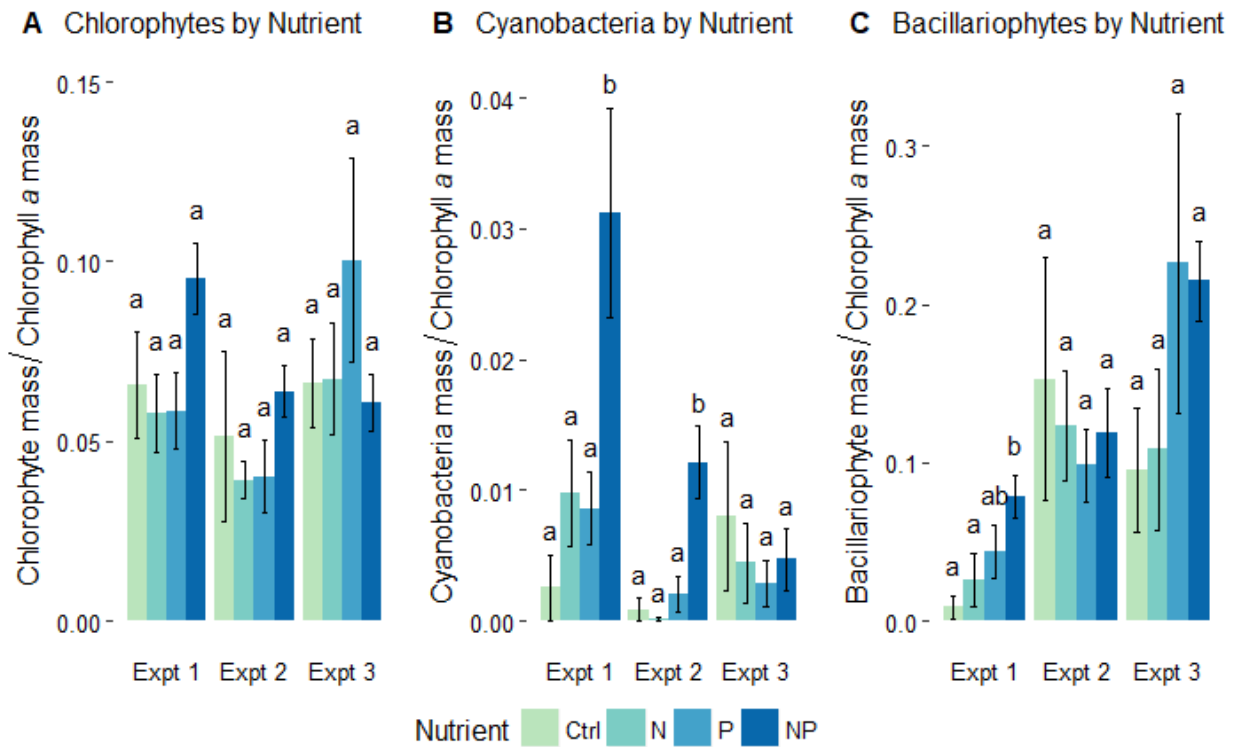 A Chlorophytes by Nutrient
Chlorophyte mass/ Chlorophyll a mass
0.15
0.10
0.05
0.00
a
a
a
a
a
a
a
a
a
a
a
a
Expt 1 Expt 2 Expt 3
B Cyanobacteria by Nutrient
Cyanobacteria mass/ Chlorophyll a mass
0.04
0.03
0.02
0.01
0.00
a
a
a
b
a
a
a
b
a
a
a
a
Expt 1 Expt 2 Expt 3
C Bacillariophytes by Nutrient
Bacillariophyte mass/ Chlorophyll a mass
0.3
0.2
0.1
0.0
a
a
ab
b
a
a
a
a
a
a
a
a
Expt 1 Expt 2 Expt 3
Nutrient Ctrl N P NP